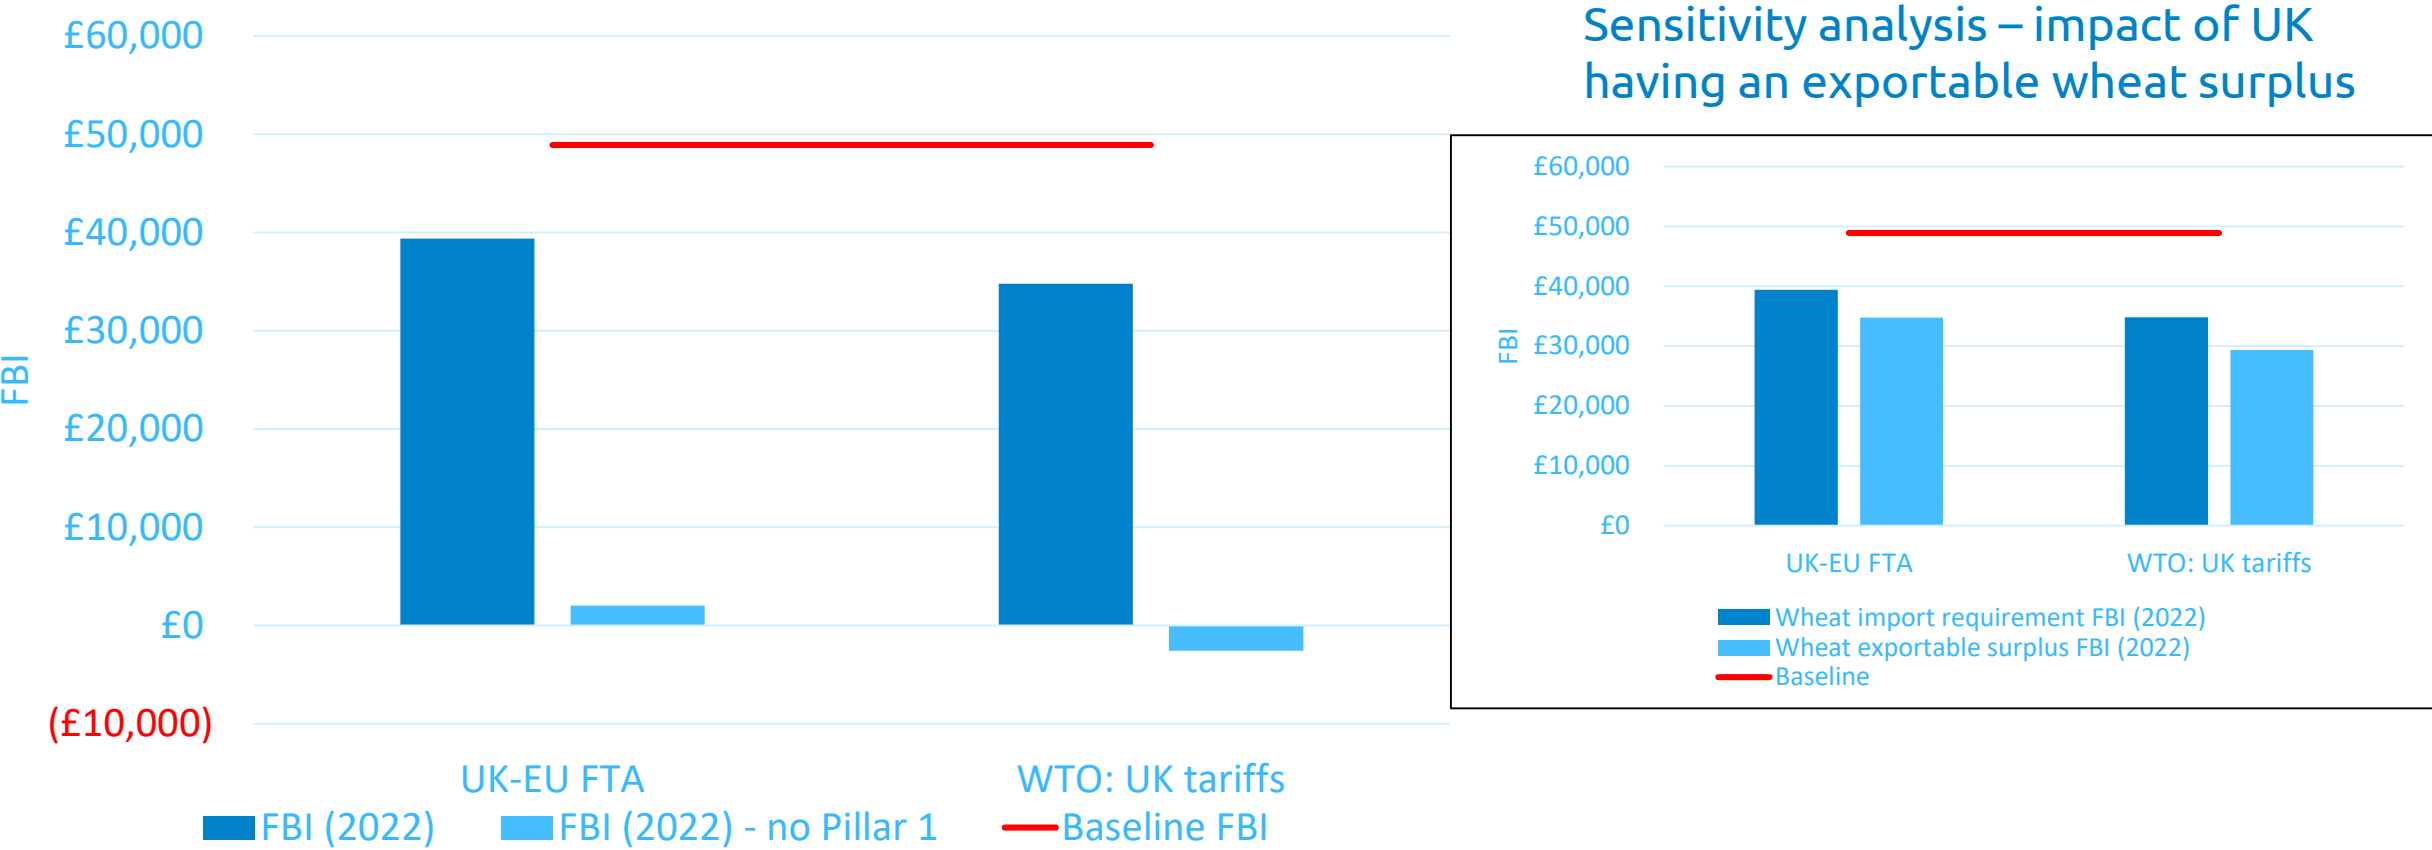 £60,000
£50,000
£40,000
£30,000
£20,000
£10,000
£0
(£10,000)
FBI
UK-EU FTA
WTO: UK tariffs
FBI (2022)
FBI (2022) - no Pillar 1
Baseline FBI
Sensitivity analysis – impact of UK
having an exportable wheat surplus
£60,000
£50,000
£40,000
£30,000
£20,000
£10,000
£0
FBI
UK-EU FTA
WTO: UK tariffs
Wheat import requirement FBI (2022)
Wheat exportable surplus FBI (2022)
Baseline